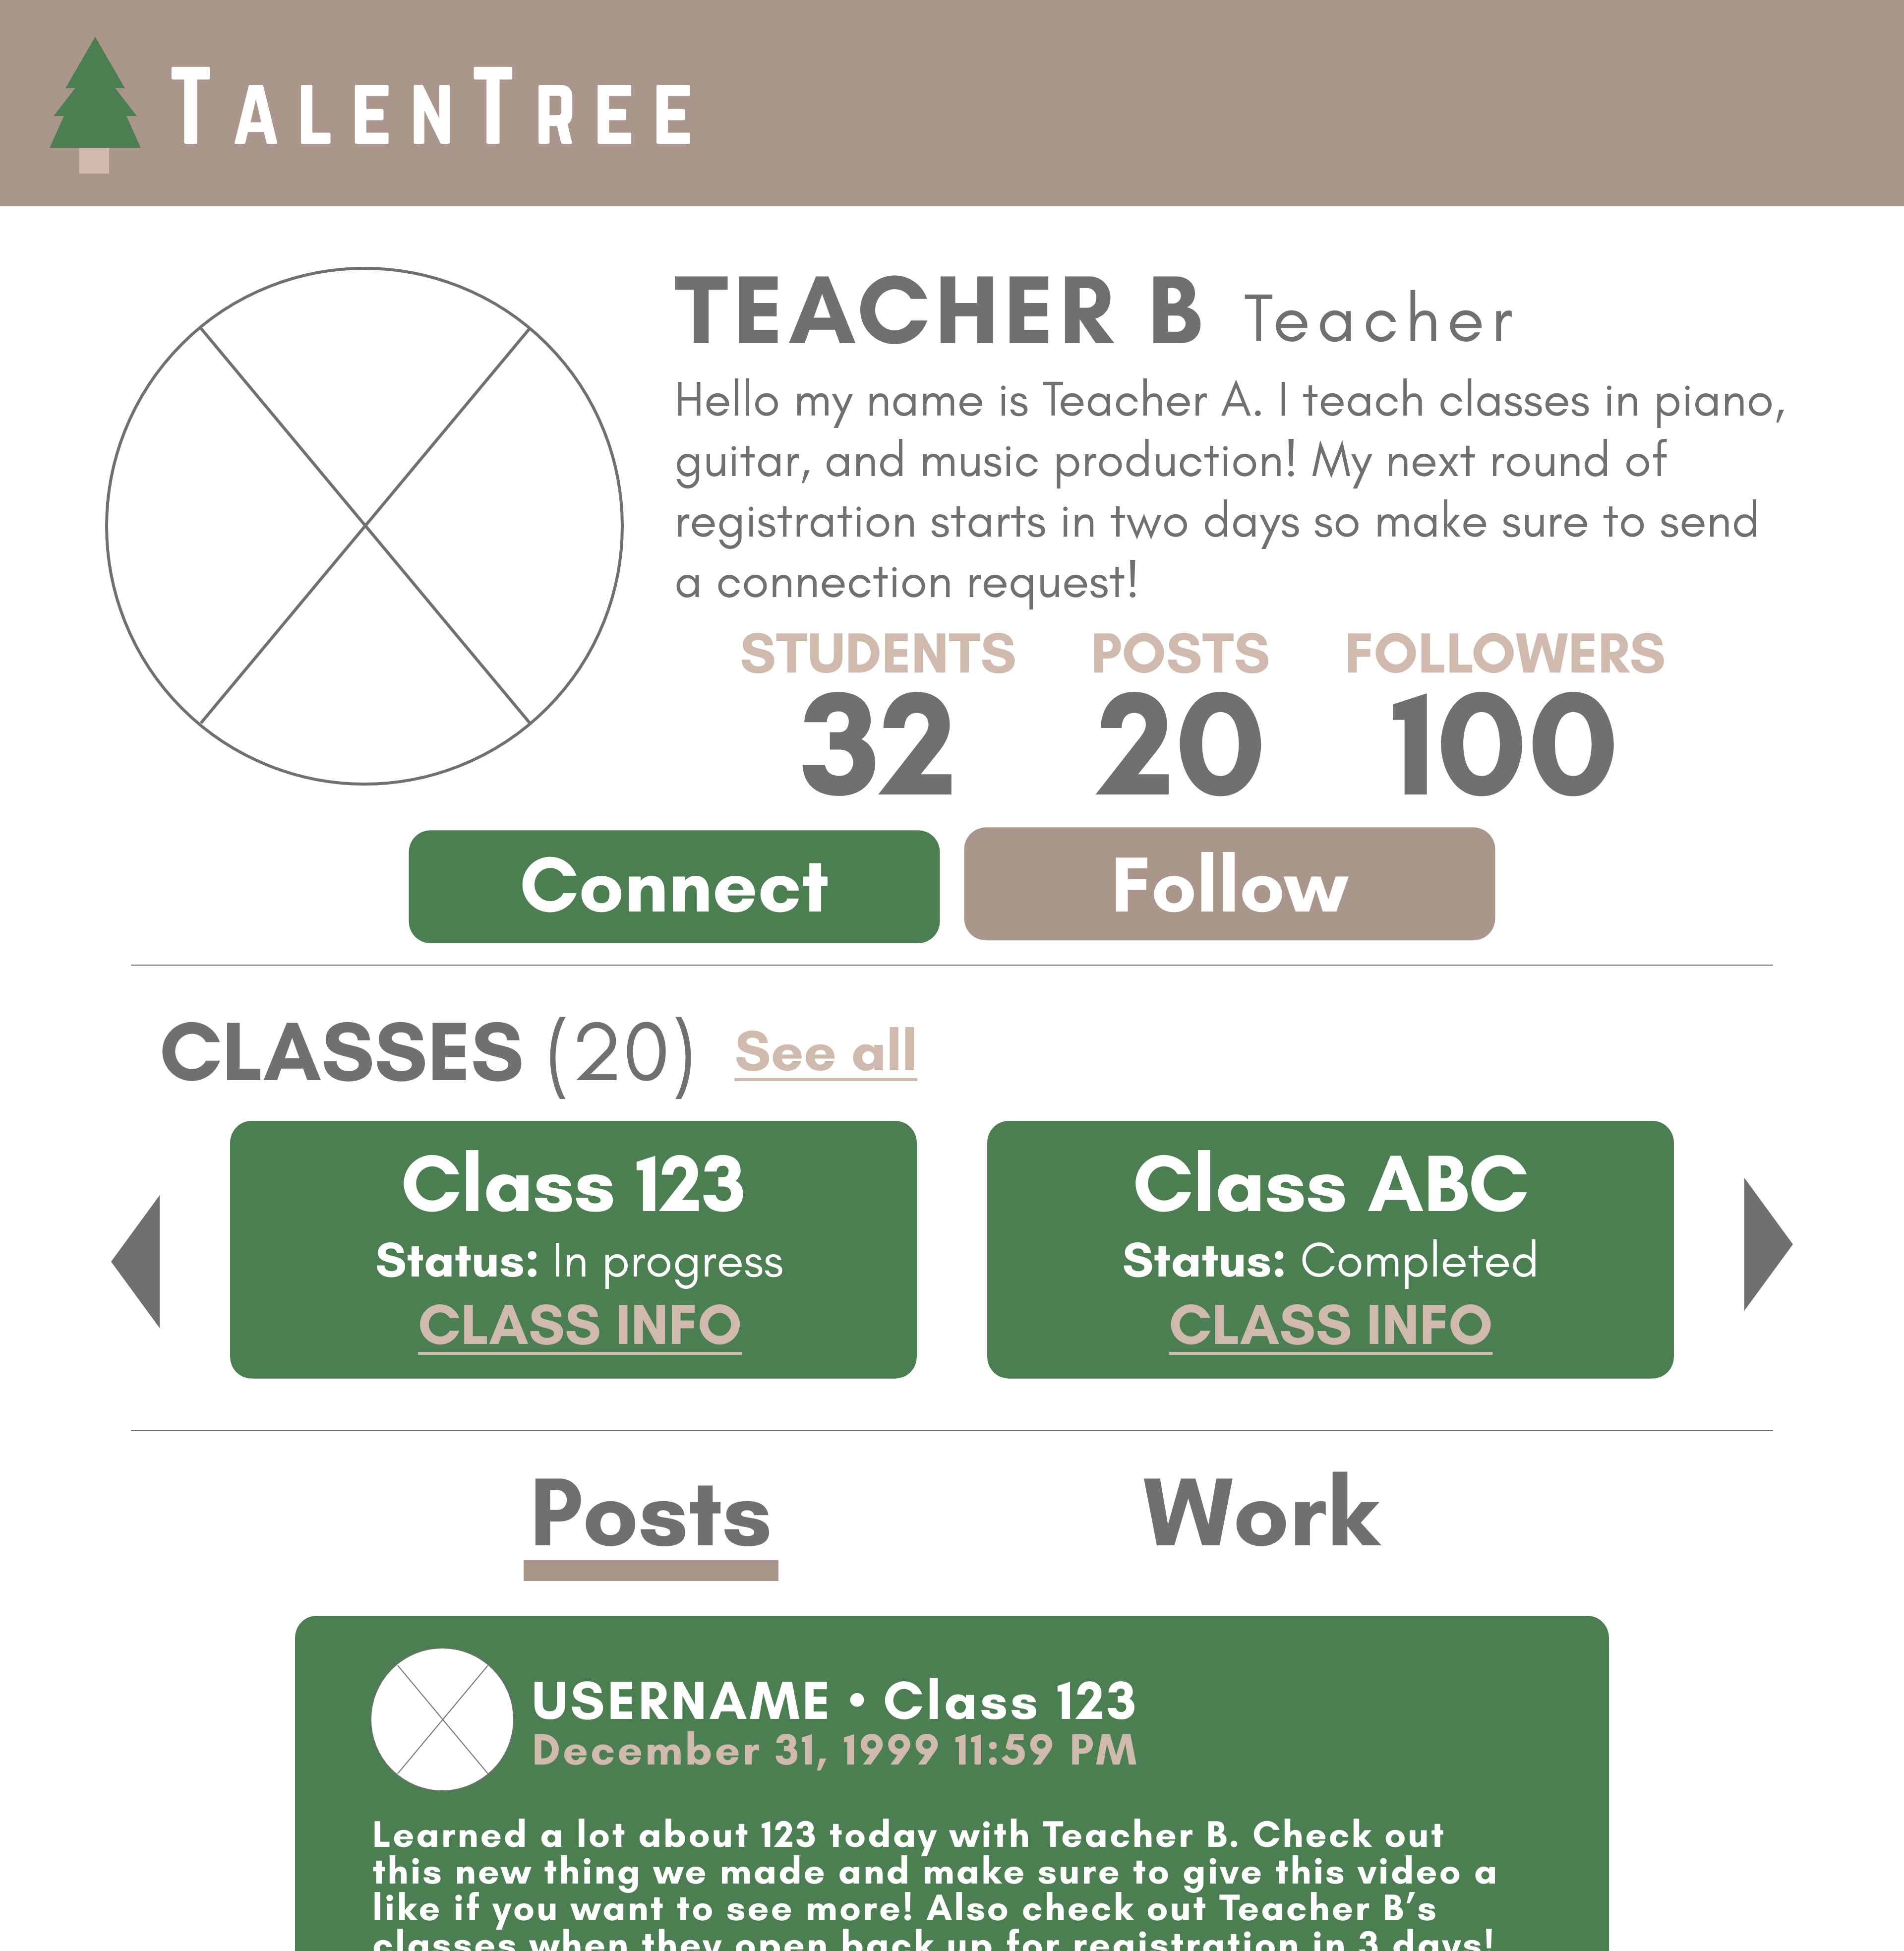 TALENTREE
TEACHER B Teacher
Hello my name is Teacher A. I teach classes in piano,
guitar, and music production! My next round of
registration starts in two days so make sure to send
a connection request!
STUDENTS POSTS FOLLOWERS
32 20 100
Connect Follow
CLASSES (20) See all
Class 123
Status: In progress
CLASS INFO
Class ABC
Status: Completed
CLASS INFO
Posts Work
USERNAME • Class 123
December 31, 1999 11:59 PM
Learned a lot about 123 today with Teacher B. Check out
this new thing we made and make sure to give this video a
like if you want to see more! Also check out Teacher B’s
classes when they open back up for registration in 3 days!